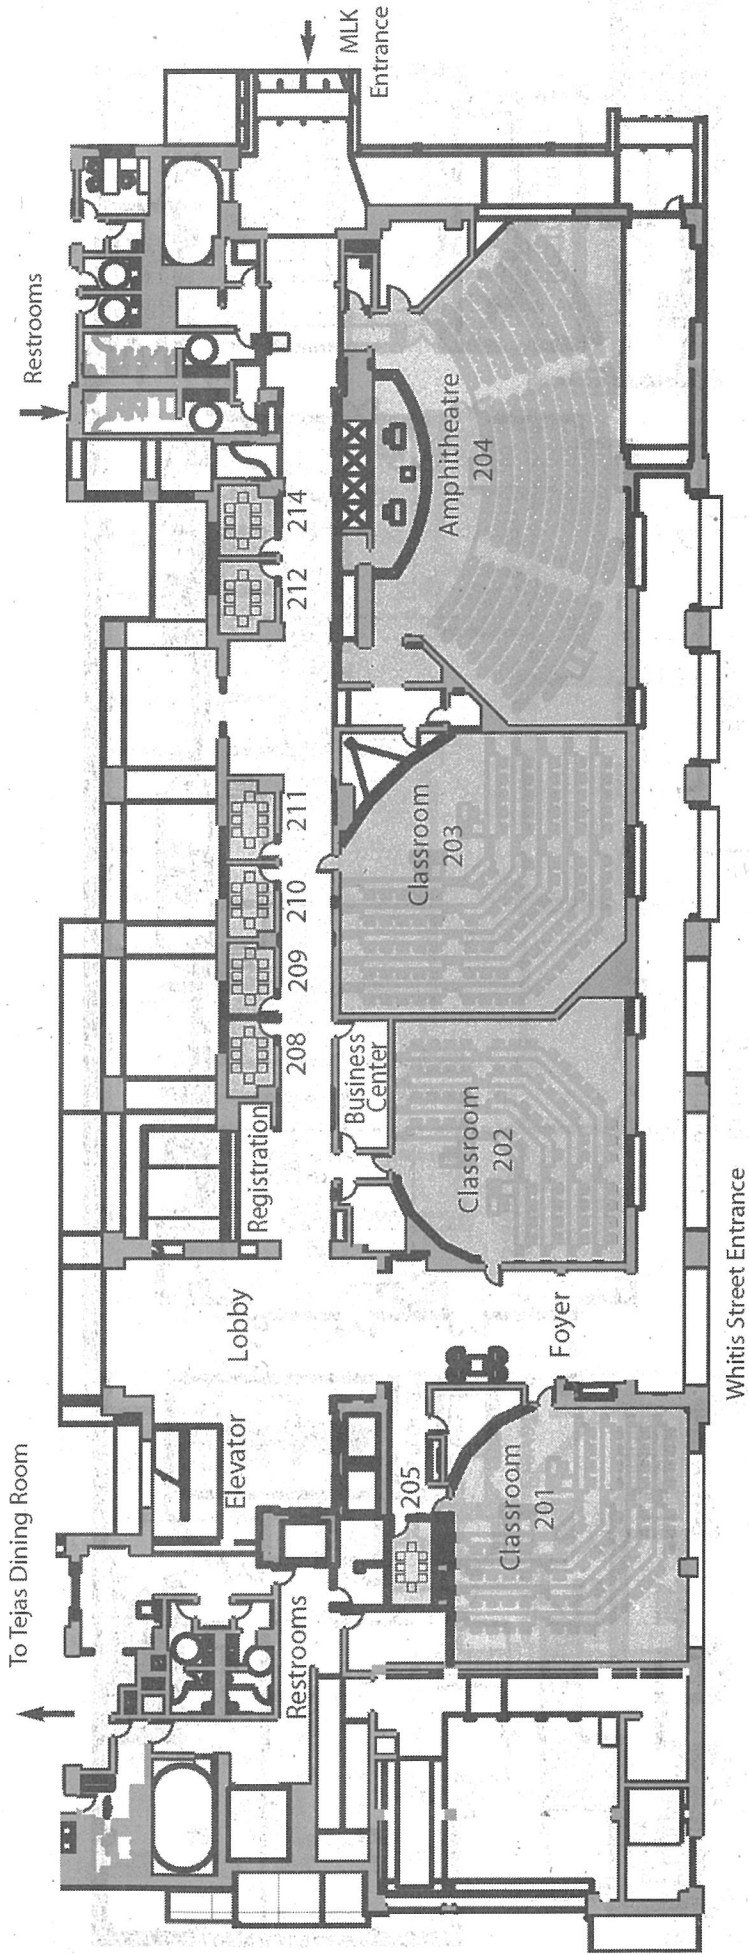 MLK
Entrance
Restrooms
214
212
Amphitheatre
204
211
210
209
208
Classroom
203
Business
Center
Registration
Classroom
202
Lobby
Foyer
Whitis Street Entrance
Elevator
205
Classroom
201
Restrooms
To Tejas Dining Room